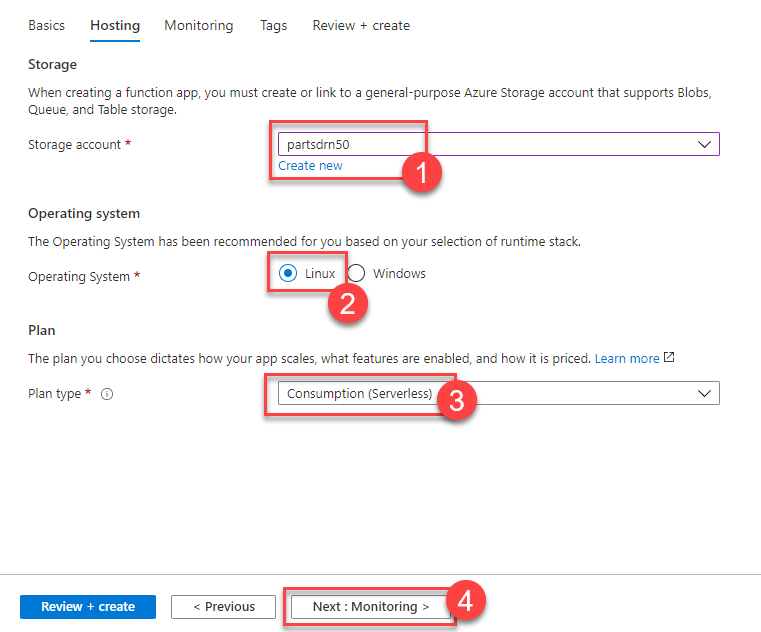 Basics Hosting Monitoring Tags Review + create
Storage
When creating a function app, you must create or link to a general-purpose Azure Storage account that supports Blobs,
Queue, and Table storage.
Storage account * partsdrn50
Create new
1
Operating system
The Operating System has been recommended for you based on your selection of runtime stack.
Operating System * Linux Windows
2
Plan
The plan you choose dictates how your app scales, what features are enabled, and how it is priced. Learn more
Plan type * Consumption (Serverless) 3
Review + create < Previous Next : Monitoring > 4